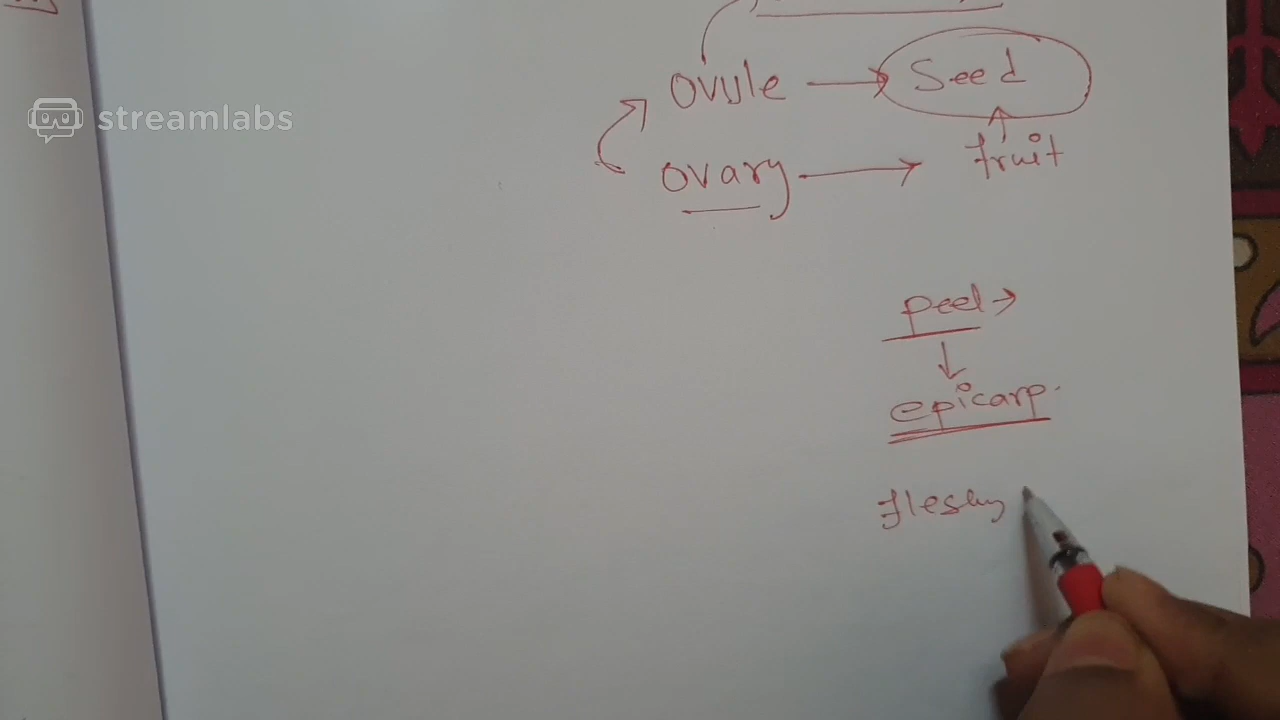 streamlabs
ovule → seed
ovary → fruit
peel →
epicarp.
fleshy